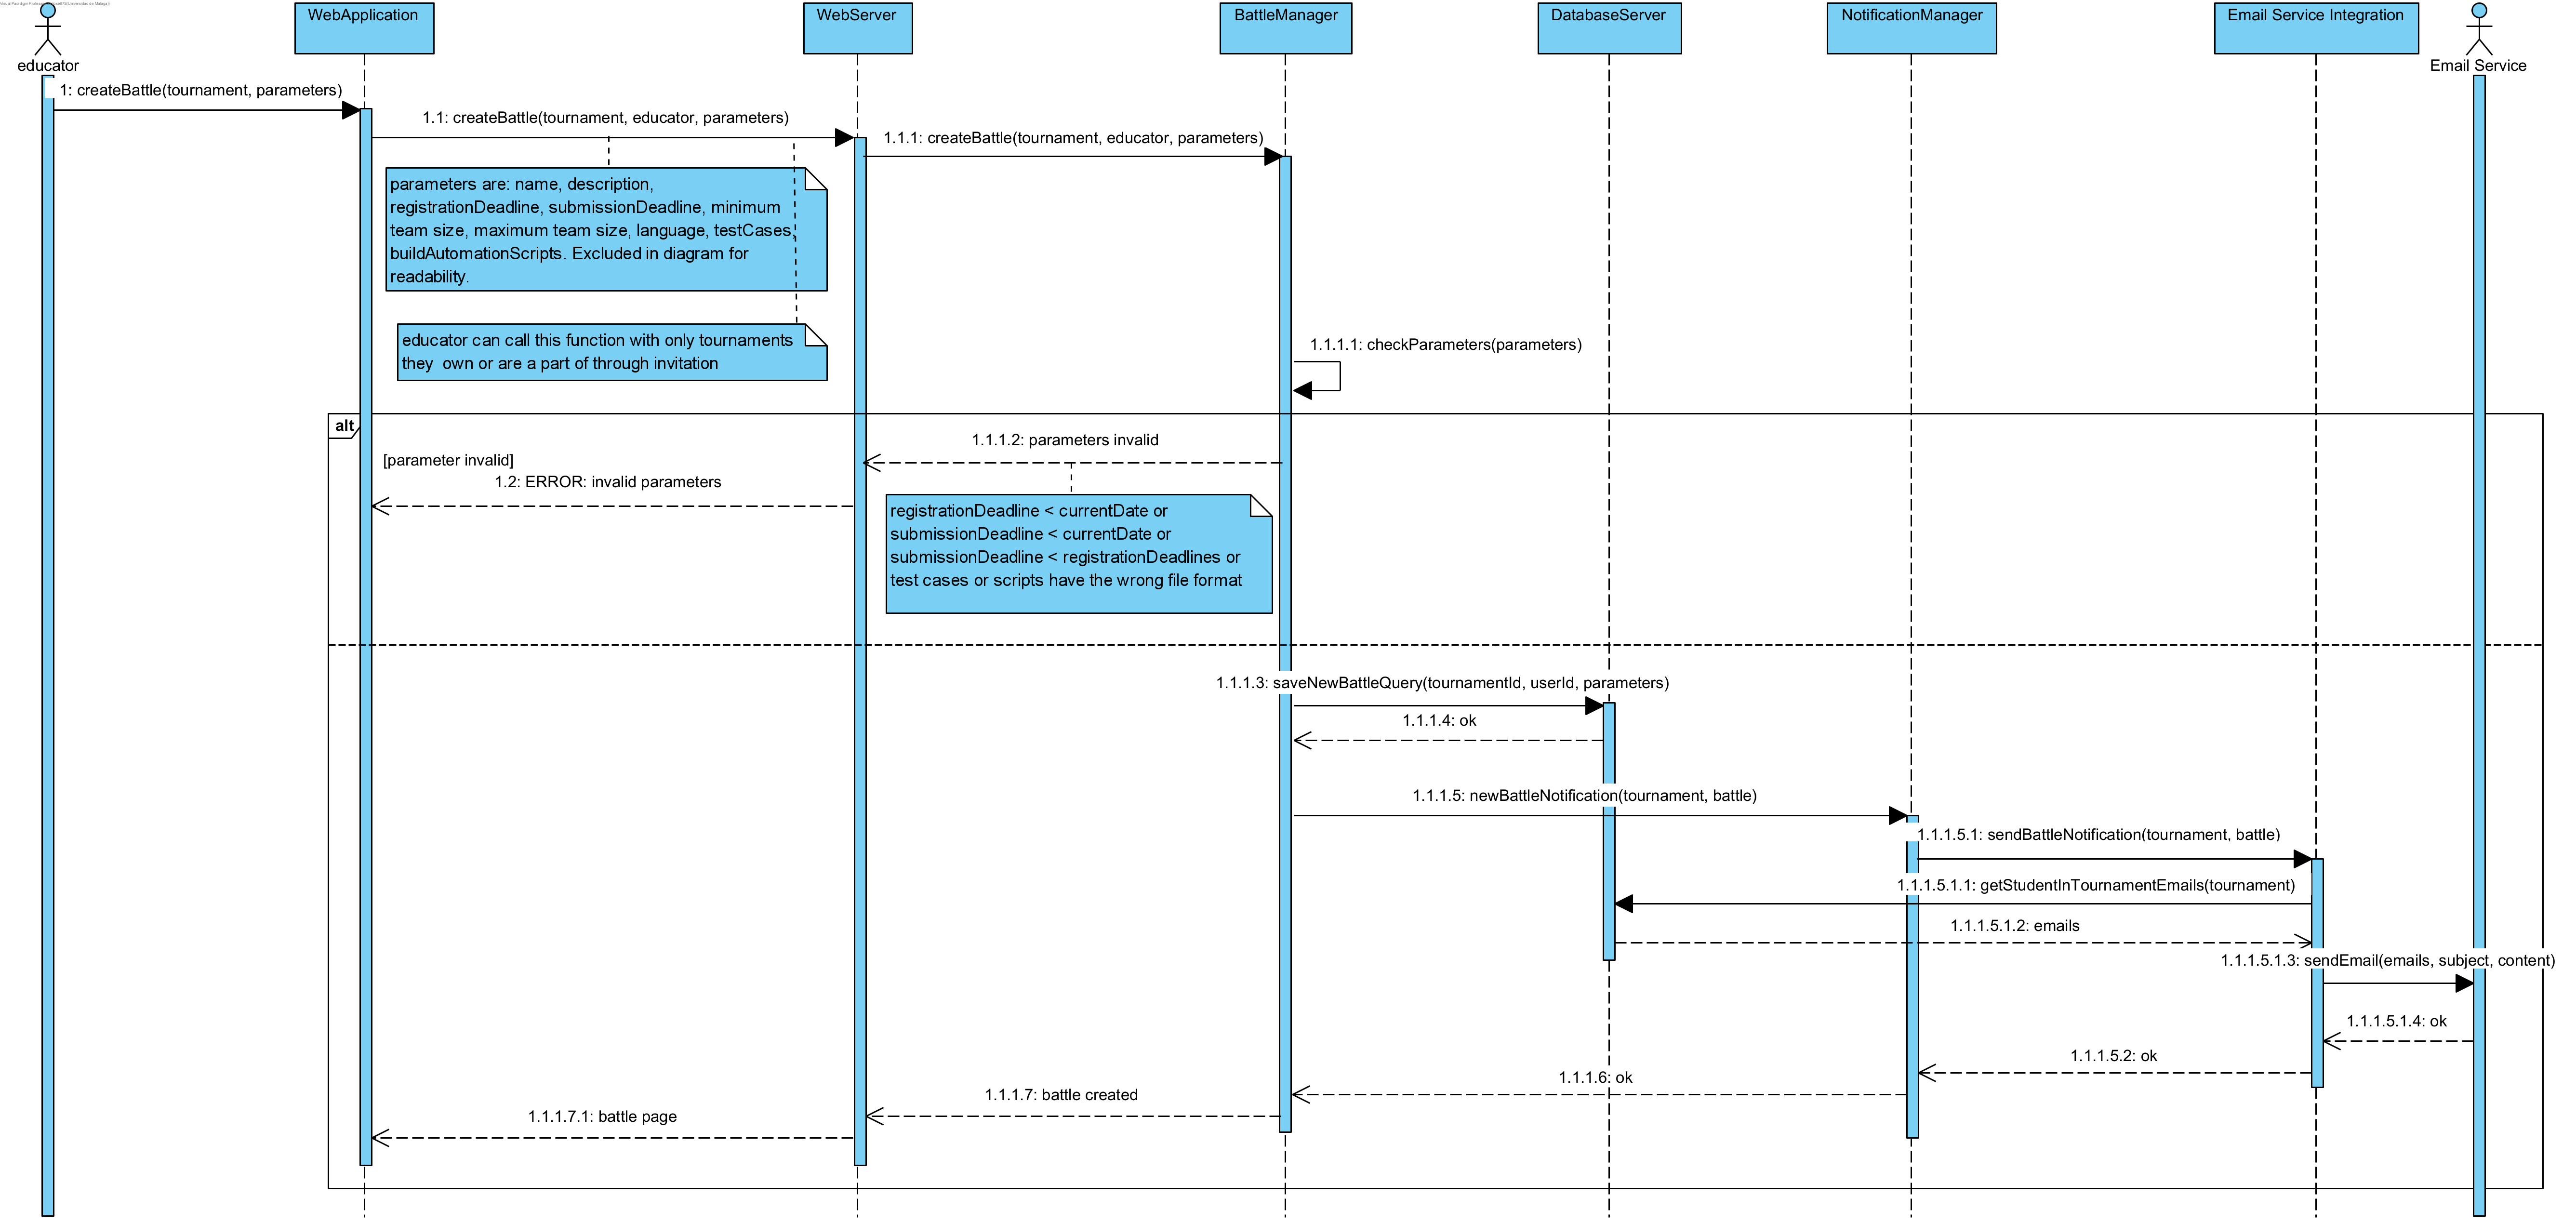 educator
WebApplication
WebServer
BattleManager
DatabaseServer
NotificationManager
Email Service Integration
Email Service
1: createBattle(tournament, parameters)
1.1: createBattle(tournament, educator, parameters)
1.1.1: createBattle(tournament, educator, parameters)
parameters are: name, description,
registrationDeadline, submissionDeadline, minimum
team size, maximum team size, language, testCases,
buildAutomationScripts. Excluded in diagram for
readability.
educator can call this function with only tournaments
they own or are a part of through invitation
1.1.1.1: checkParameters(parameters)
alt
1.1.1.2: parameters invalid
[parameter invalid]
1.2: ERROR: invalid parameters
registrationDeadline < currentDate or
submissionDeadline < currentDate or
submissionDeadline < registrationDeadlines or
test cases or scripts have the wrong file format
1.1.1.3: saveNewBattleQuery(tournamentId, userId, parameters)
1.1.1.4: ok
1.1.1.5: newBattleNotification(tournament, battle)
1.1.1.5.1: sendBattleNotification(tournament, battle)
1.1.1.5.1.1: getStudentInTournamentEmails(tournament)
1.1.1.5.1.2: emails
1.1.1.5.1.3: sendEmail(emails, subject, content)
1.1.1.5.1.4: ok
1.1.1.5.2: ok
1.1.1.6: ok
1.1.1.7: battle created
1.1.1.7.1: battle page